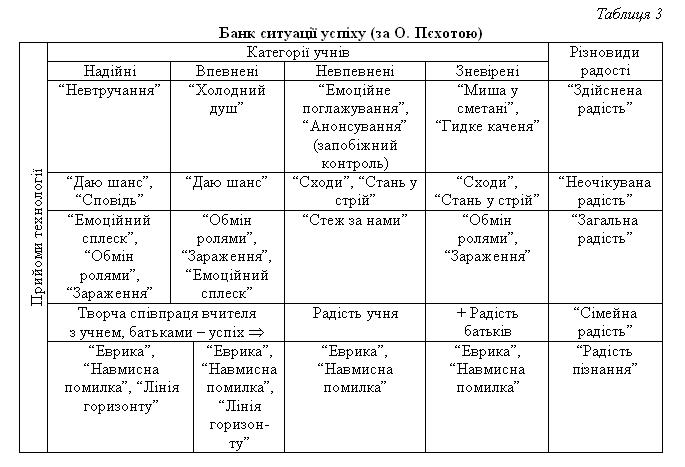 Таблиця 3
Банк ситуації успіху (за О. Пєхотою)
Прийоми технології
Категорії учнів
Різновиди
радості
Надійні
Впевнені
Невпевнені
Зневірені
“Невтручання”
“Холодний
душ”
“Емоційне
поглажування”,
“Анонсування”
(запобіжний
контроль)
“Миша у
сметані”,
“Гидке каченя”
“Здійснена
радість”
“Даю шанс”,
“Сповідь”
“Даю шанс”
“Сходи”, “Стань у
стрій”
“Сходи”,
“Стань у стрій”
“Неочікувана
радість”
“Емоційний
сплеск”,
“Обмін
ролями”,
“Зараження”
“Обмін
ролями”,
“Зараження”,
“Емоційний
сплеск”
“Стеж за нами”
“Обмін
ролями”,
“Зараження”
“Загальна
радість”
Творча співпраця вчителя
з учнем, батьками – успіх ⇒
Радість учня
+ Радість
батьків
“Сімейна
радість”
“Еврика”,
“Навмисна
помилка”, “Лінія
горизонту”
“Еврика”,
“Навмисна
помилка”,
“Лінія
горизон-
ту”
“Еврика”,
“Навмисна
помилка”
“Еврика”,
“Навмисна
помилка”
“Радість
пізнання”